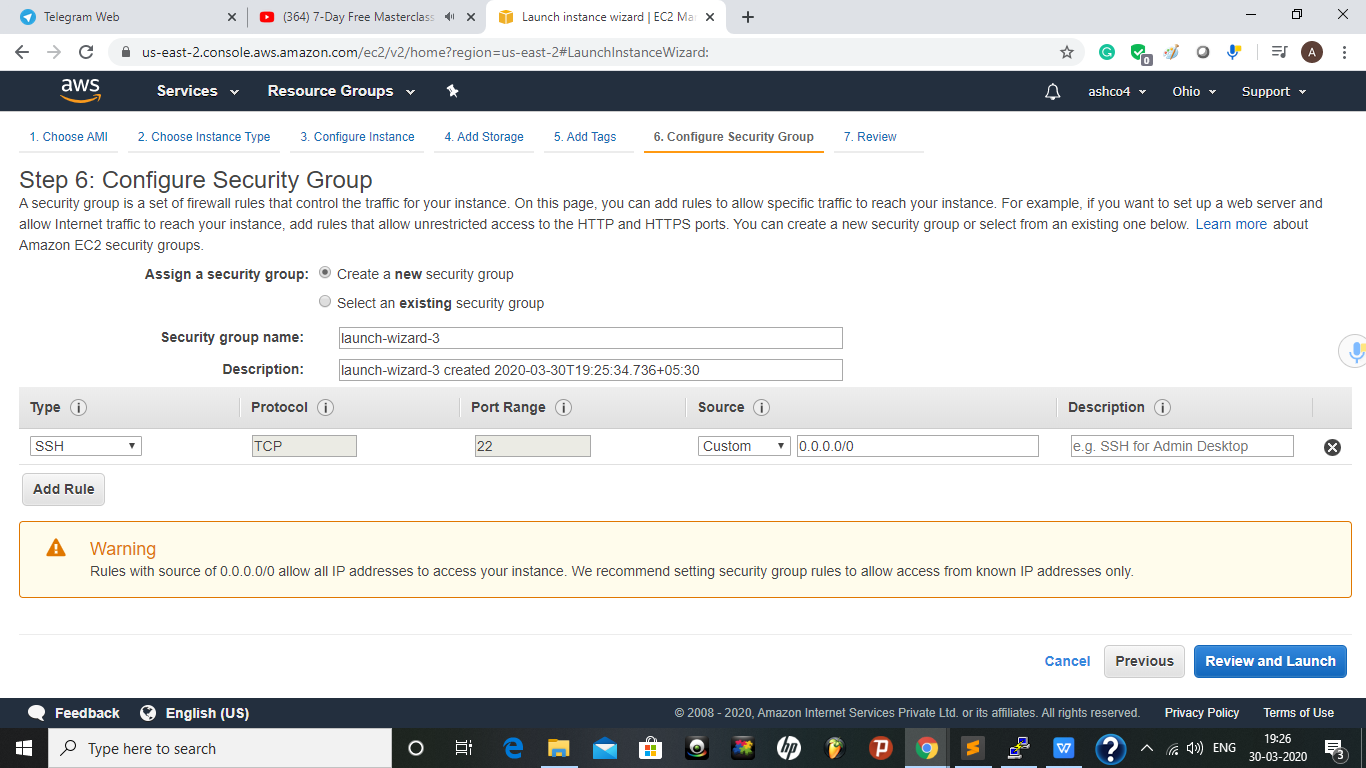 Telegram Web
(364) 7-Day Free Masterclass
Launch instance wizard | EC2 Ma
us-east-2.console.aws.amazon.com/ec2/v2/home?region=us-east-2#LaunchInstanceWizard:
0
A
aws
Services
Resource Groups
ashco4
Ohio
Support
1. Choose AMI
2. Choose Instance Type
3. Configure Instance
4. Add Storage
5. Add Tags
6. Configure Security Group
7. Review
Step 6: Configure Security Group
A security group is a set of firewall rules that control the traffic for your instance. On this page, you can add rules to allow specific traffic to reach your instance. For example, if you want to set up a web server and
allow Internet traffic to reach your instance, add rules that allow unrestricted access to the HTTP and HTTPS ports. You can create a new security group or select from an existing one below. Learn more about
Amazon EC2 security groups.
Assign a security group: Create a new security group
Select an existing security group
Security group name: launch-wizard-3
Description: launch-wizard-3 created 2020-03-30T19:25:34.736+05:30
Type i Protocol i Port Range i Source i Description i
SSH TCP 22 Custom 0.0.0.0/0 e.g. SSH for Admin Desktop
Add Rule
Warning
Rules with source of 0.0.0.0/0 allow all IP addresses to access your instance. We recommend setting security group rules to allow access from known IP addresses only.
Cancel Previous Review and Launch
Feedback English (US) © 2008 - 2020, Amazon Internet Services Private Ltd. or its affiliates. All rights reserved. Privacy Policy Terms of Use
Type here to search
hp
W
?
ENG
19:26
30-03-2020
3